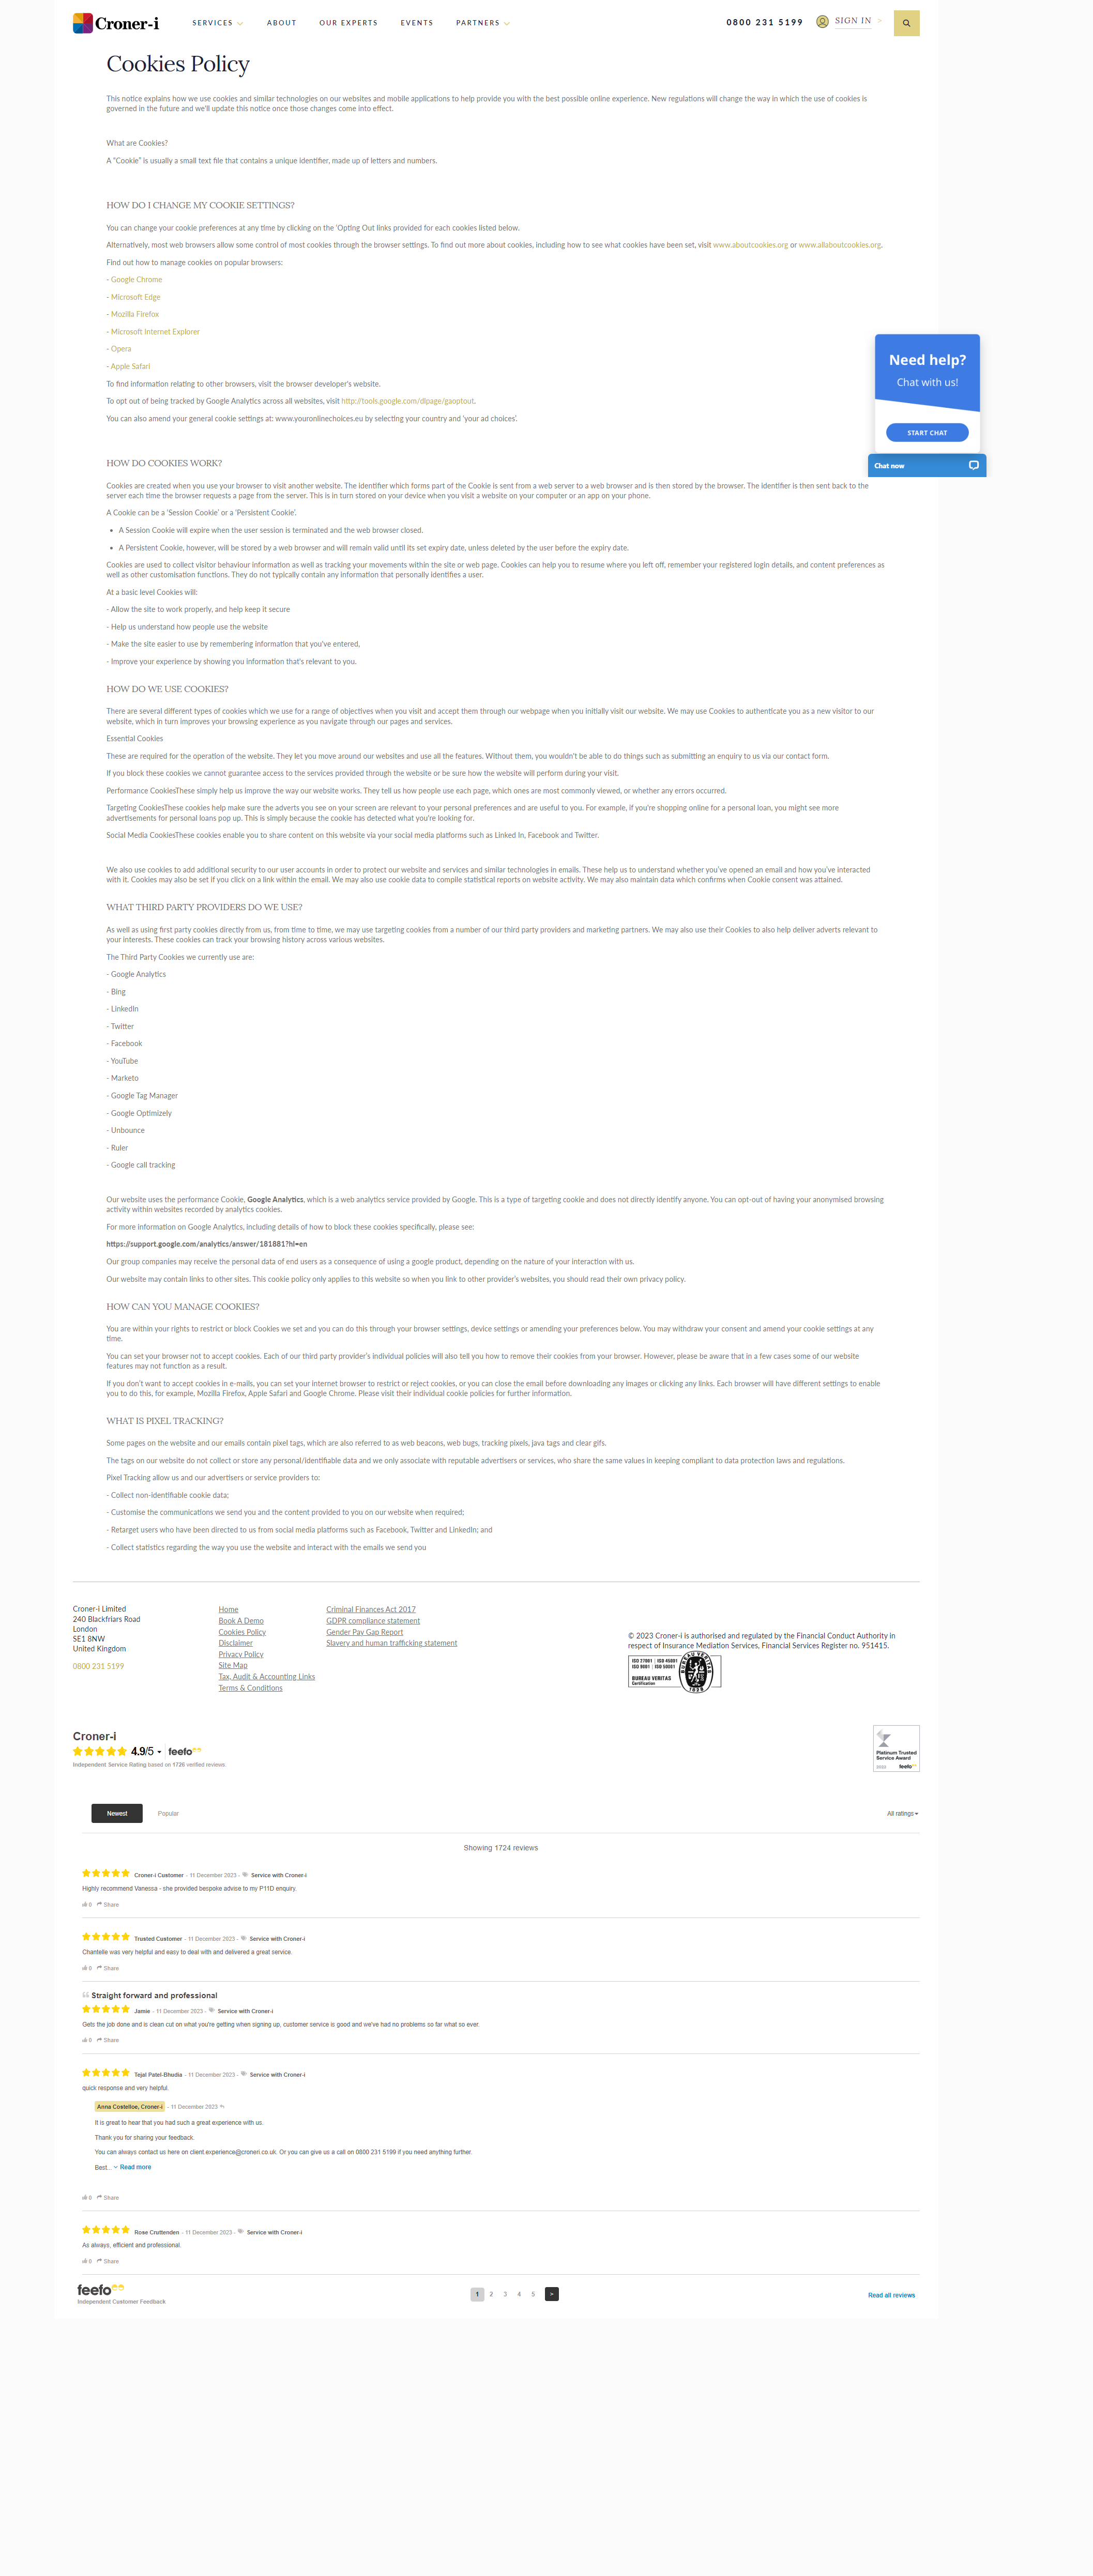 Croner-i
SERVICES
ABOUT
OUR EXPERTS
EVENTS
PARTNERS
0800 231 5199
SIGN IN >
Cookies Policy
This notice explains how we use cookies and similar technologies on our websites and mobile applications to help provide you with the best possible online experience. New regulations will change the way in which the use of cookies is
governed in the future and we'll update this notice once those changes come into effect.
What are Cookies?
A “Cookie” is usually a small text file that contains a unique identifier, made up of letters and numbers.
HOW DO I CHANGE MY COOKIE SETTINGS?
You can change your cookie preferences at any time by clicking on the ‘Opting Out links provided for each cookies listed below.
Alternatively, most web browsers allow some control of most cookies through the browser settings. To find out more about cookies, including how to see what cookies have been set, visit www.aboutcookies.org or www.allaboutcookies.org.
Find out how to manage cookies on popular browsers:
- Google Chrome
- Microsoft Edge
- Mozilla Firefox
- Microsoft Internet Explorer
- Opera
- Apple Safari
To find information relating to other browsers, visit the browser developer's website.
To opt out of being tracked by Google Analytics across all websites, visit http://tools.google.com/dlpage/gaoptout.
You can also amend your general cookie settings at: www.youronlinechoices.eu by selecting your country and ‘your ad choices’.
Need help?
Chat with us!
START CHAT
Chat now
HOW DO COOKIES WORK?
Cookies are created when you use your browser to visit another website. The identifier which forms part of the Cookie is sent from a web server to a web browser and is then stored by the browser. The identifier is then sent back to the
server each time the browser requests a page from the server. This is in turn stored on your device when you visit a website on your computer or an app on your phone.
A Cookie can be a ‘Session Cookie’ or a ‘Persistent Cookie’.
• A Session Cookie will expire when the user session is terminated and the web browser closed.
• A Persistent Cookie, however, will be stored by a web browser and will remain valid until its set expiry date, unless deleted by the user before the expiry date.
Cookies are used to collect visitor behaviour information as well as tracking your movements within the site or web page. Cookies can help you to resume where you left off, remember your registered login details, and content preferences as
well as other customisation functions. They do not typically contain any information that personally identifies a user.
At a basic level Cookies will:
- Allow the site to work properly, and help keep it secure
- Help us understand how people use the website
- Make the site easier to use by remembering information that you've entered,
- Improve your experience by showing you information that's relevant to you.
HOW DO WE USE COOKIES?
There are several different types of cookies which we use for a range of objectives when you visit and accept them through our webpage when you initially visit our website. We may use Cookies to authenticate you as a new visitor to our
website, which in turn improves your browsing experience as you navigate through our pages and services.
Essential Cookies
These are required for the operation of the website. They let you move around our websites and use all the features. Without them, you wouldn't be able to do things such as submitting an enquiry to us via our contact form.
If you block these cookies we cannot guarantee access to the services provided through the website or be sure how the website will perform during your visit.
Performance CookiesThese simply help us improve the way our website works. They tell us how people use each page, which ones are most commonly viewed, or whether any errors occurred.
Targeting CookiesThese cookies help make sure the adverts you see on your screen are relevant to your personal preferences and are useful to you. For example, if you're shopping online for a personal loan, you might see more
advertisements for personal loans pop up. This is simply because the cookie has detected what you're looking for.
Social Media CookiesThese cookies enable you to share content on this website via your social media platforms such as Linked In, Facebook and Twitter.
We also use cookies to add additional security to our user accounts in order to protect our website and services and similar technologies in emails. These help us to understand whether you've opened an email and how you've interacted
with it. Cookies may also be set if you click on a link within the email. We may also use cookie data to compile statistical reports on website activity. We may also maintain data which confirms when Cookie consent was attained.
WHAT THIRD PARTY PROVIDERS DO WE USE?
As well as using first party cookies directly from us, from time to time, we may use targeting cookies from a number of our third party providers and marketing partners. We may also use their Cookies to also help deliver adverts relevant to
your interests. These cookies can track your browsing history across various websites.
The Third Party Cookies we currently use are:
- Google Analytics
- Bing
- LinkedIn
- Twitter
- Facebook
- YouTube
- Marketo
- Google Tag Manager
- Google Optimizely
- Unbounce
- Ruler
- Google call tracking
Our website uses the performance Cookie, Google Analytics, which is a web analytics service provided by Google. This is a type of targeting cookie and does not directly identify anyone. You can opt-out of having your anonymised browsing
activity within websites recorded by analytics cookies.
For more information on Google Analytics, including details of how to block these cookies specifically, please see:
https://support.google.com/analytics/answer/181881?hl=en
Our group companies may receive the personal data of end users as a consequence of using a google product, depending on the nature of your interaction with us.
Our website may contain links to other sites. This cookie policy only applies to this website so when you link to other provider's websites, you should read their own privacy policy.
HOW CAN YOU MANAGE COOKIES?
You are within your rights to restrict or block Cookies we set and you can do this through your browser settings, device settings or amending your preferences below. You may withdraw your consent and amend your cookie settings at any
time.
You can set your browser not to accept cookies. Each of our third party provider's individual policies will also tell you how to remove their cookies from your browser. However, please be aware that in a few cases some of our website
features may not function as a result.
If you don't want to accept cookies in e-mails, you can set your internet browser to restrict or reject cookies, or you can close the email before downloading any images or clicking any links. Each browser will have different settings to enable
you to do this, for example, Mozilla Firefox, Apple Safari and Google Chrome. Please visit their individual cookie policies for further information.
WHAT IS PIXEL TRACKING?
Some pages on the website and our emails contain pixel tags, which are also referred to as web beacons, web bugs, tracking pixels, java tags and clear gifs.
The tags on our website do not collect or store any personal/identifiable data and we only associate with reputable advertisers or services, who share the same values in keeping compliant to data protection laws and regulations.
Pixel Tracking allow us and our advertisers or service providers to:
- Collect non-identifiable cookie data;
- Customise the communications we send you and the content provided to you on our website when required;
- Retarget users who have been directed to us from social media platforms such as Facebook, Twitter and LinkedIn; and
- Collect statistics regarding the way you use the website and interact with the emails we send you
Croner-i Limited
240 Blackfriars Road
London
SE1 8NW
United Kingdom
0800 231 5199
Home
Book A Demo
Cookies Policy
Disclaimer
Privacy Policy
Site Map
Tax, Audit & Accounting Links
Terms & Conditions
Criminal Finances Act 2017
GDPR compliance statement
Gender Pay Gap Report
Slavery and human trafficking statement
© 2023 Croner-i is authorised and regulated by the Financial Conduct Authority in
respect of Insurance Mediation Services, Financial Services Register no. 951415.
ISO 27001 | ISO 45001
ISO 9001 | ISO 50001
BUREAU VERITAS
Certification
BUREAU VERITAS
1828
Croner-i
4.9/5 feefo
Independent Service Rating based on 1726 verified reviews.
Platinum Trusted
Service Award
2023 feefo
Newest
Popular
All ratings
Showing 1724 reviews
Croner-i Customer - 11 December 2023 - Service with Croner-i
Highly recommend Vanessa - she provided bespoke advise to my P11D enquiry.
0 Share
Trusted Customer - 11 December 2023 - Service with Croner-i
Chantelle was very helpful and easy to deal with and delivered a great service.
0 Share
Straight forward and professional
Jamie - 11 December 2023 - Service with Croner-i
Gets the job done and is clean cut on what you're getting when signing up, customer service is good and we've had no problems so far what so ever.
0 Share
Tejal Patel-Bhudia - 11 December 2023 - Service with Croner-i
quick response and very helpful.
Anna Costelloe, Croner-i - 11 December 2023
It is great to hear that you had such a great experience with us.
Thank you for sharing your feedback.
You can always contact us here on client.experience@croneri.co.uk. Or you can give us a call on 0800 231 5199 if you need anything further.
Best... Read more
0 Share
Rose Cruttenden - 11 December 2023 - Service with Croner-i
As always, efficient and professional.
0 Share
feefo
Independent Customer Feedback
1 2 3 4 5 >
Read all reviews